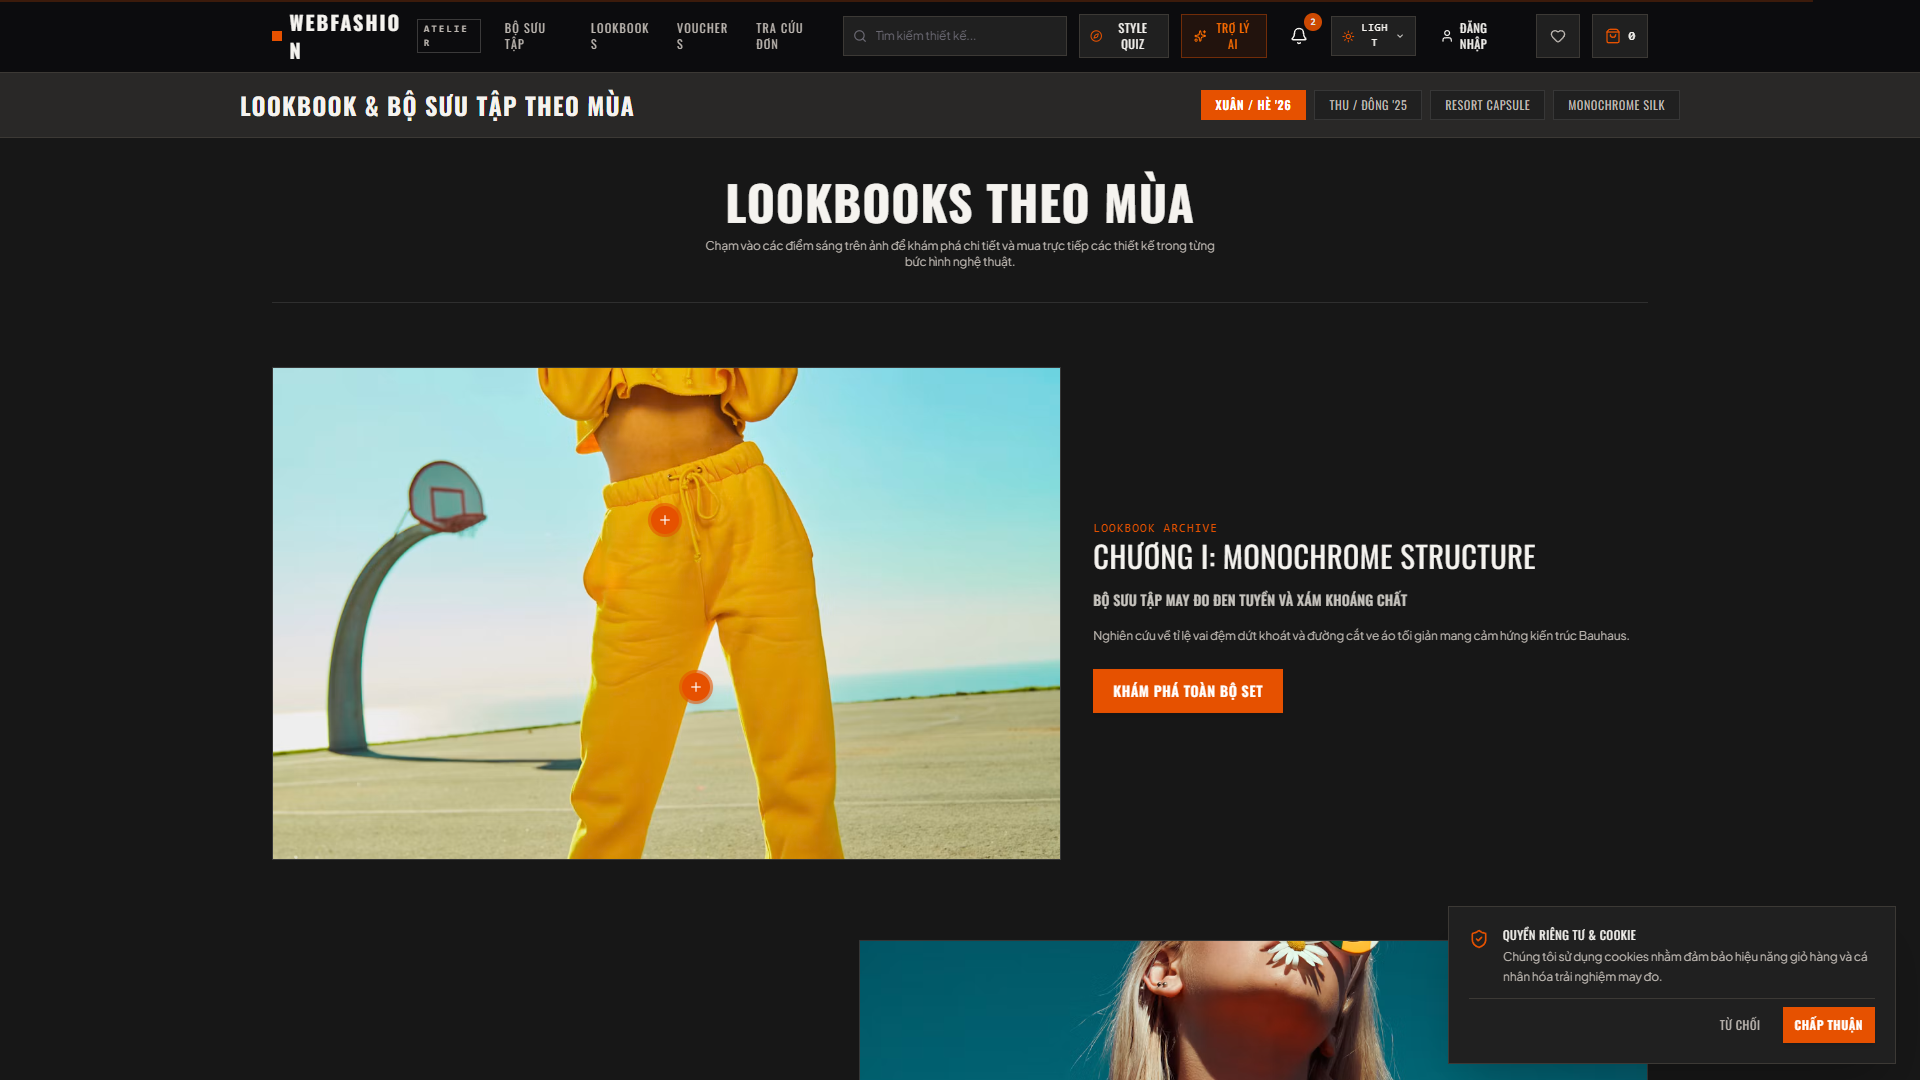 WEBFASHIO
N
ATELIE
R
BỘ SƯU
TẬP
LOOKBOOK
S
VOUCHER
S
TRA CỨU
ĐƠN
Tìm kiếm thiết kế...
STYLE
QUIZ
TRỢ LÝ
AI
2
LIGH
T
ĐĂNG
NHẬP
0
LOOKBOOK & BỘ SƯU TẬP THEO MÙA
XUÂN / HÈ '26
THU / ĐÔNG '25
RESORT CAPSULE
MONOCHROME SILK
LOOKBOOKS THEO MÙA
Chạm vào các điểm sáng trên ảnh để khám phá chi tiết và mua trực tiếp các thiết kế trong từng
bức hình nghệ thuật.
LOOKBOOK ARCHIVE
CHƯƠNG I: MONOCHROME STRUCTURE
BỘ SƯU TẬP MAY ĐO ĐEN TUYỀN VÀ XÁM KHOÁNG CHẤT
Nghiên cứu về tỉ lệ vai đệm dứt khoát và đường cắt ve áo tối giản mang cảm hứng kiến trúc Bauhaus.
KHÁM PHÁ TOÀN BỘ SET
QUYỀN RIÊNG TƯ & COOKIE
Chúng tôi sử dụng cookies nhằm đảm bảo hiệu năng giỏ hàng và cá
nhân hóa trải nghiệm may đo.
TỪ CHỐI
CHẤP THUẬN